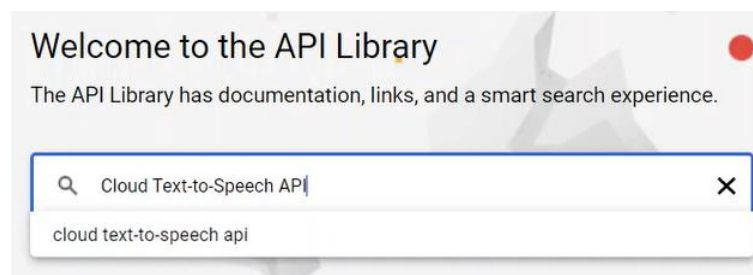 Welcome to the API Library
The API Library has documentation, links, and a smart search experience.
Cloud Text-to-Speech API
cloud text-to-speech api